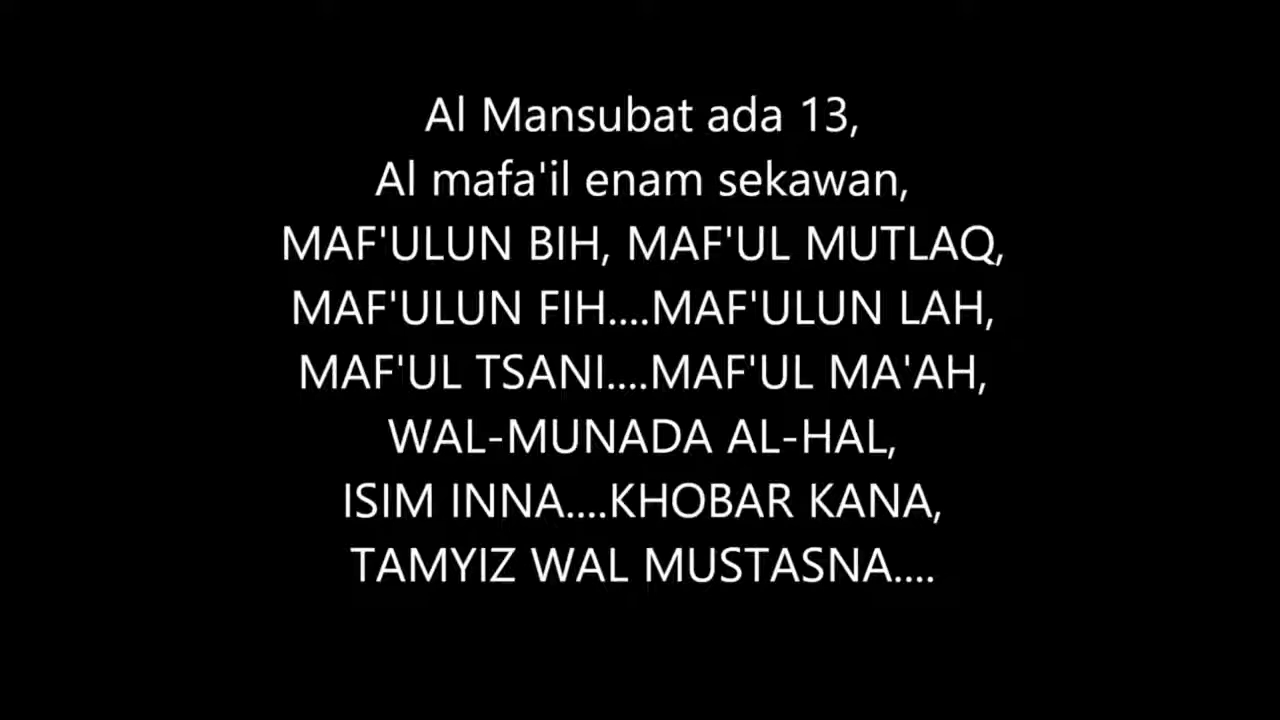 Al Mansubat ada 13,
Al mafa'il enam sekawan,
MAF'ULUN BIH, MAF'UL MUTLAQ,
MAF'ULUN FIH....MAF'ULUN LAH,
MAF'UL TSANI....MAF'UL MA'AH,
WAL-MUNADA AL-HAL,
ISIM INNA....KHOBAR KANA,
TAMYIZ WAL MUSTASNA....